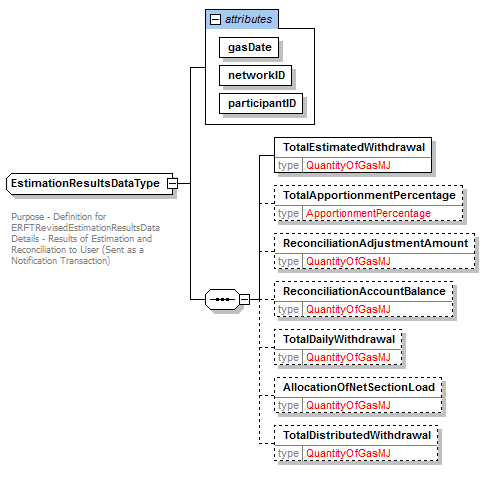 attributes
gasDate
networkID
participantID
TotalEstimatedWithdrawal
type QuantityOfGasMJ
EstimationResultsDataType
TotalApportionmentPercentage
type ApportionmentPercentage
Purpose - Definition for
ERFTRevisedEstimationResultsData
Details - Results of Estimation and
Reconciliation to User (Sent as a
Notification Transaction)
ReconciliationAdjustmentAmount
type QuantityOfGasMJ
ReconciliationAccountBalance
type QuantityOfGasMJ
TotalDailyWithdrawal
type QuantityOfGasMJ
AllocationOfNetSectionLoad
type QuantityOfGasMJ
TotalDistributedWithdrawal
type QuantityOfGasMJ